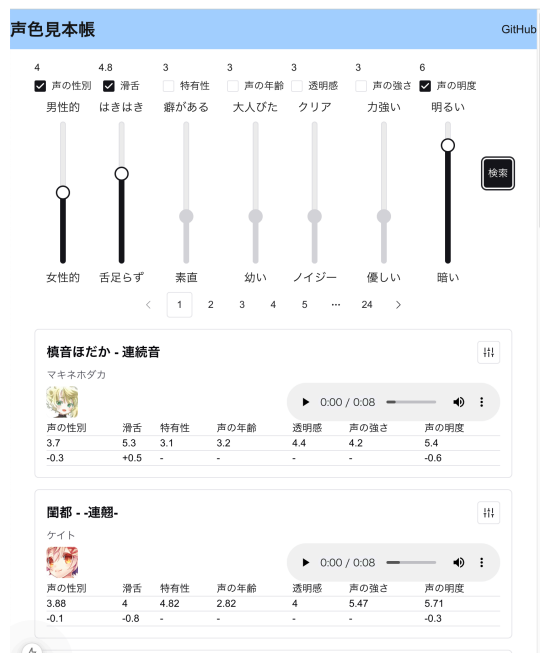 声色見本帳 GitHub
4 4.8 3 3 3 3 6
声の性別 滑舌 特有性 声の年齢 透明感 声の強さ 声の明度
男性的 はきはき 癖がある 大人びた クリア 力強い 明るい
検索
女性的 舌足らず 素直 幼い ノイジー 優しい 暗い
1 2 3 4 5 ••• 24
槙音ほだか - 連続音
マキネホダカ
0:00 / 0:08
声の性別 滑舌 特有性 声の年齢 透明感 声の強さ 声の明度
3.7 5.3 3.1 3.2 4.4 4.2 5.4
-0.3 +0.5 - - - - -0.6
閨都 - -連翹-
ケイト
0:00 / 0:08
声の性別 滑舌 特有性 声の年齢 透明感 声の強さ 声の明度
3.88 4 4.82 2.82 4 5.47 5.71
-0.1 -0.8 - - - - -0.3